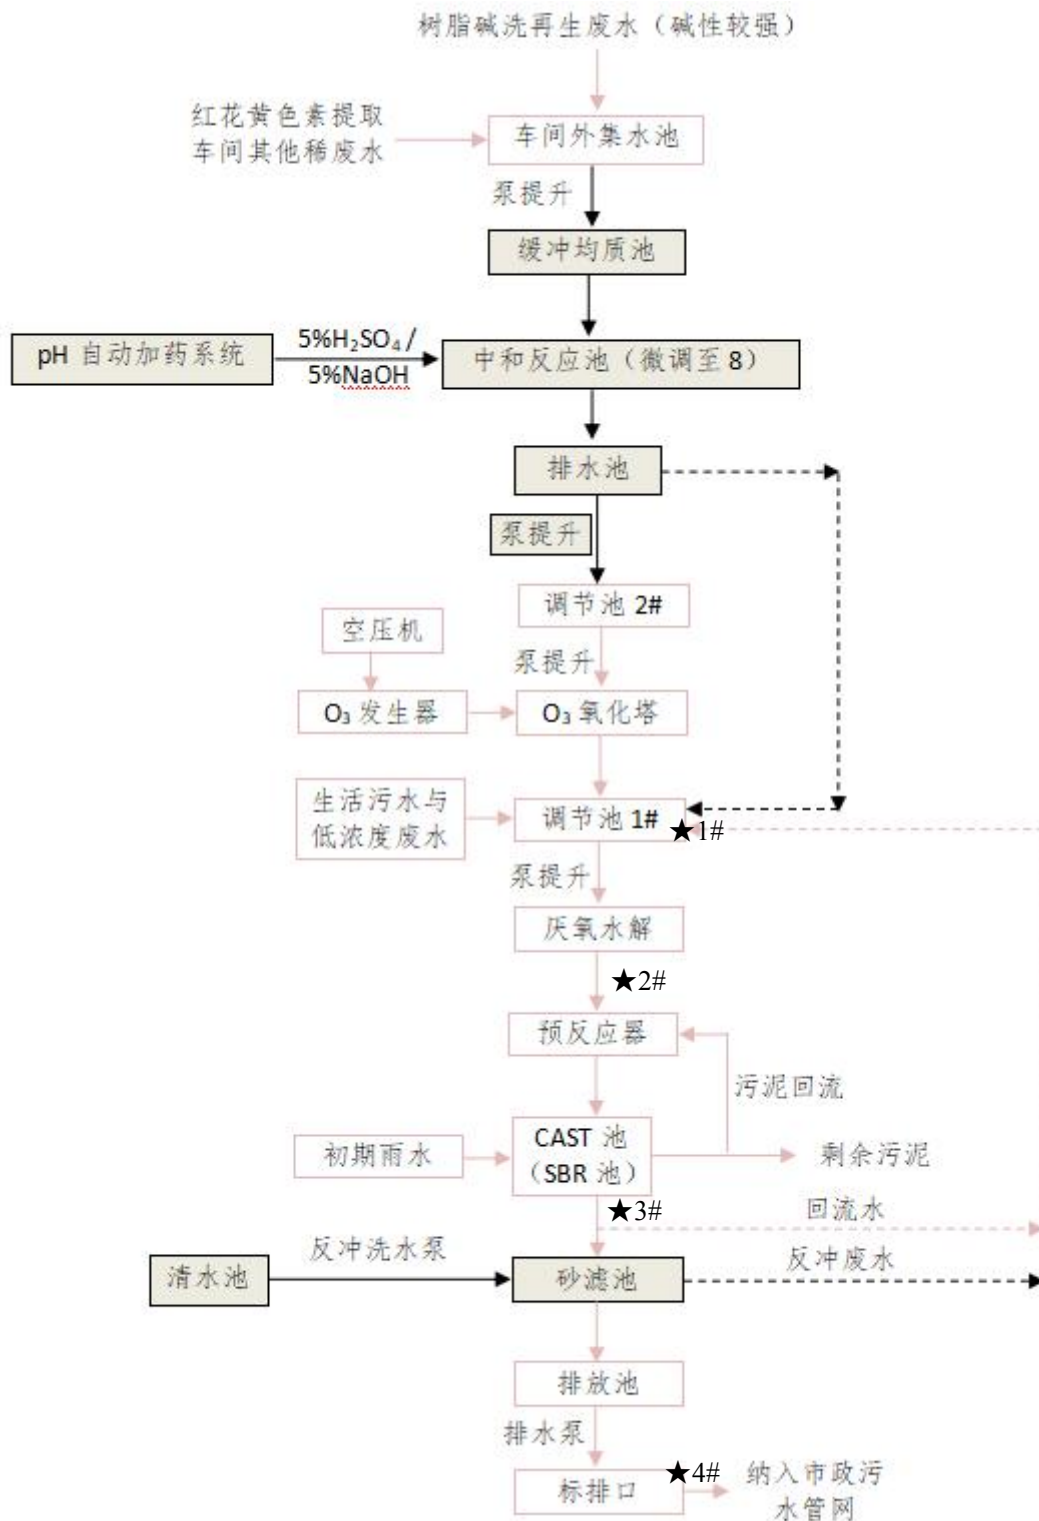 树脂碱洗再生废水（碱性较强）
红花黄色素提取
车间其他稀废水
车间外集水池
泵提升
缓冲均质池
pH 自动加药系统
5%H₂SO₄ /
5%NaOH
中和反应池（微调至 8）
排水池
泵提升
调节池 2#
空压机
泵提升
O₃ 发生器
O₃ 氧化塔
生活污水与
低浓度废水
调节池 1#
★1#
泵提升
厌氧水解
★2#
预反应器
污泥回流
初期雨水
CAST 池
（SBR 池）
剩余污泥
★3#
回流水
反冲洗水泵
反冲废水
清水池
砂滤池
排放池
排水泵
标排口
★4#
纳入市政污
水管网